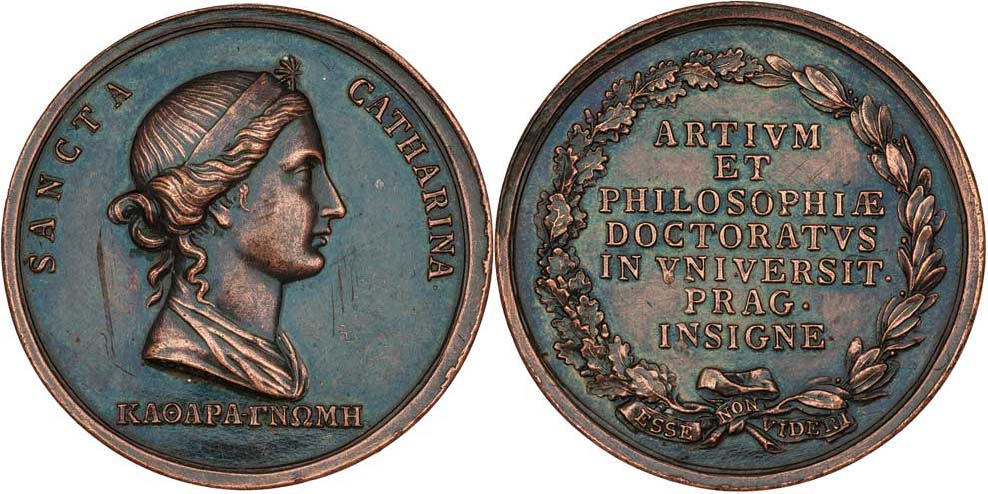 SANCTA CATHARINA
ΚΑΘΑΡΑ·ΓΝΩΜΗ
ARTIVM
ET
PHILOSOPHIÆ
DOCTORATVS
IN VNIVERSIT.
PRAG.
INSIGNE
ESSE NON VIDERI